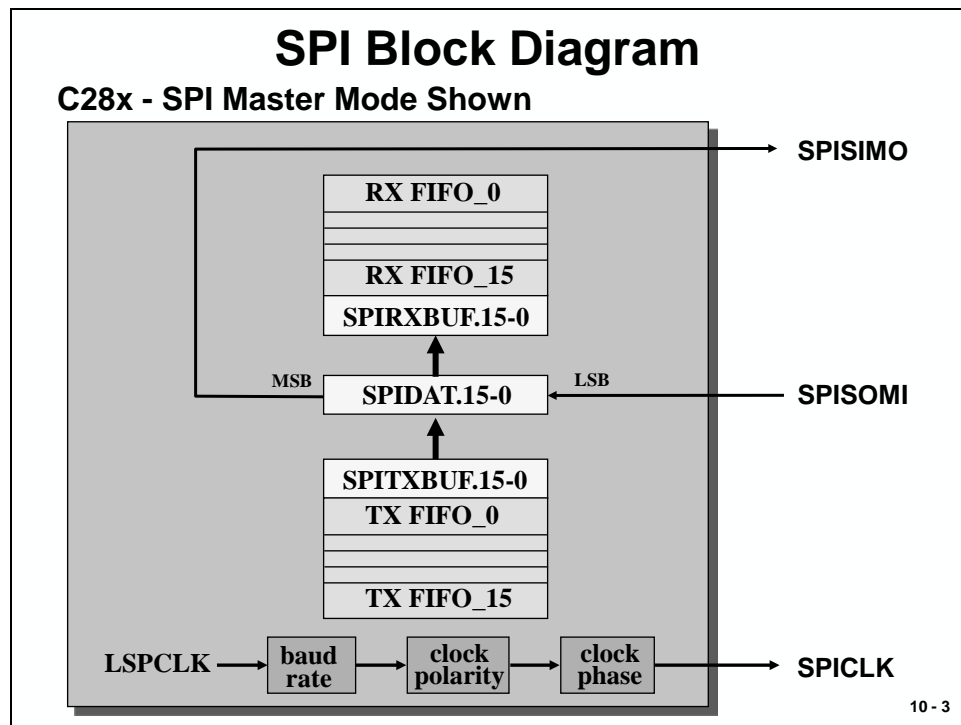 SPI Block Diagram
C28x - SPI Master Mode Shown
SPISIMO
RX FIFO_0
RX FIFO_15
SPIRXBUF.15-0
MSB
SPIDAT.15-0
LSB
SPISOMI
SPITXBUF.15-0
TX FIFO_0
TX FIFO_15
LSPCLK
baud
rate
clock
polarity
clock
phase
SPICLK
10 - 3